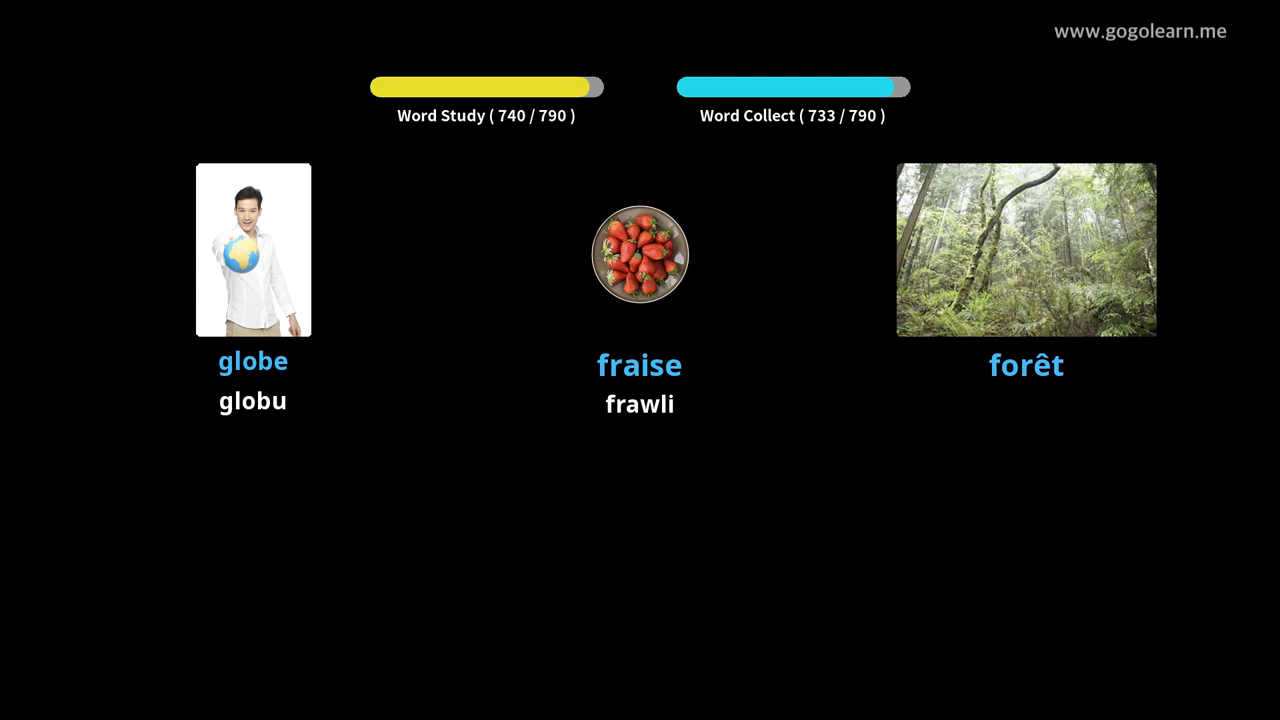 www.gogolearn.me
Word Study ( 740 / 790 )
Word Collect ( 733 / 790 )
globe
globu
fraise
frawli
forêt